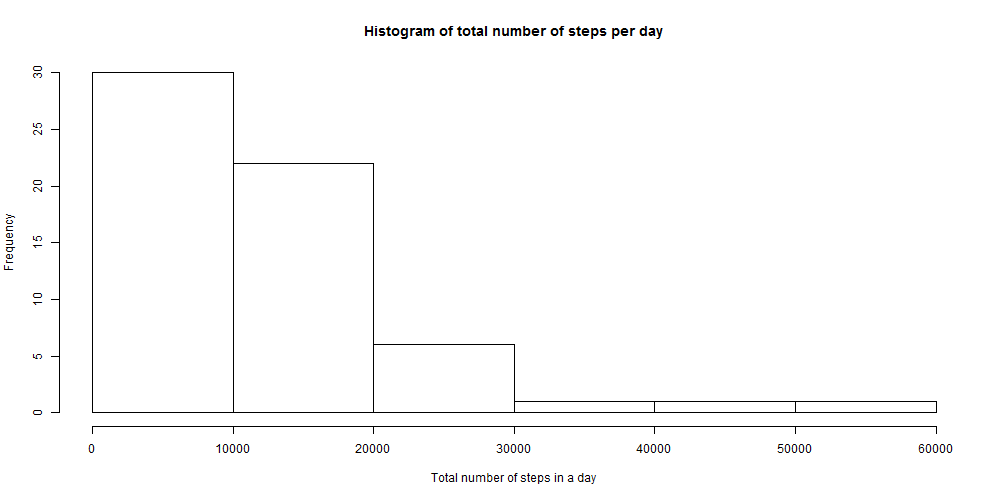 Histogram of total number of steps per day
30
25
20
15
10
5
0
Frequency
0 10000 20000 30000 40000 50000 60000
Total number of steps in a day